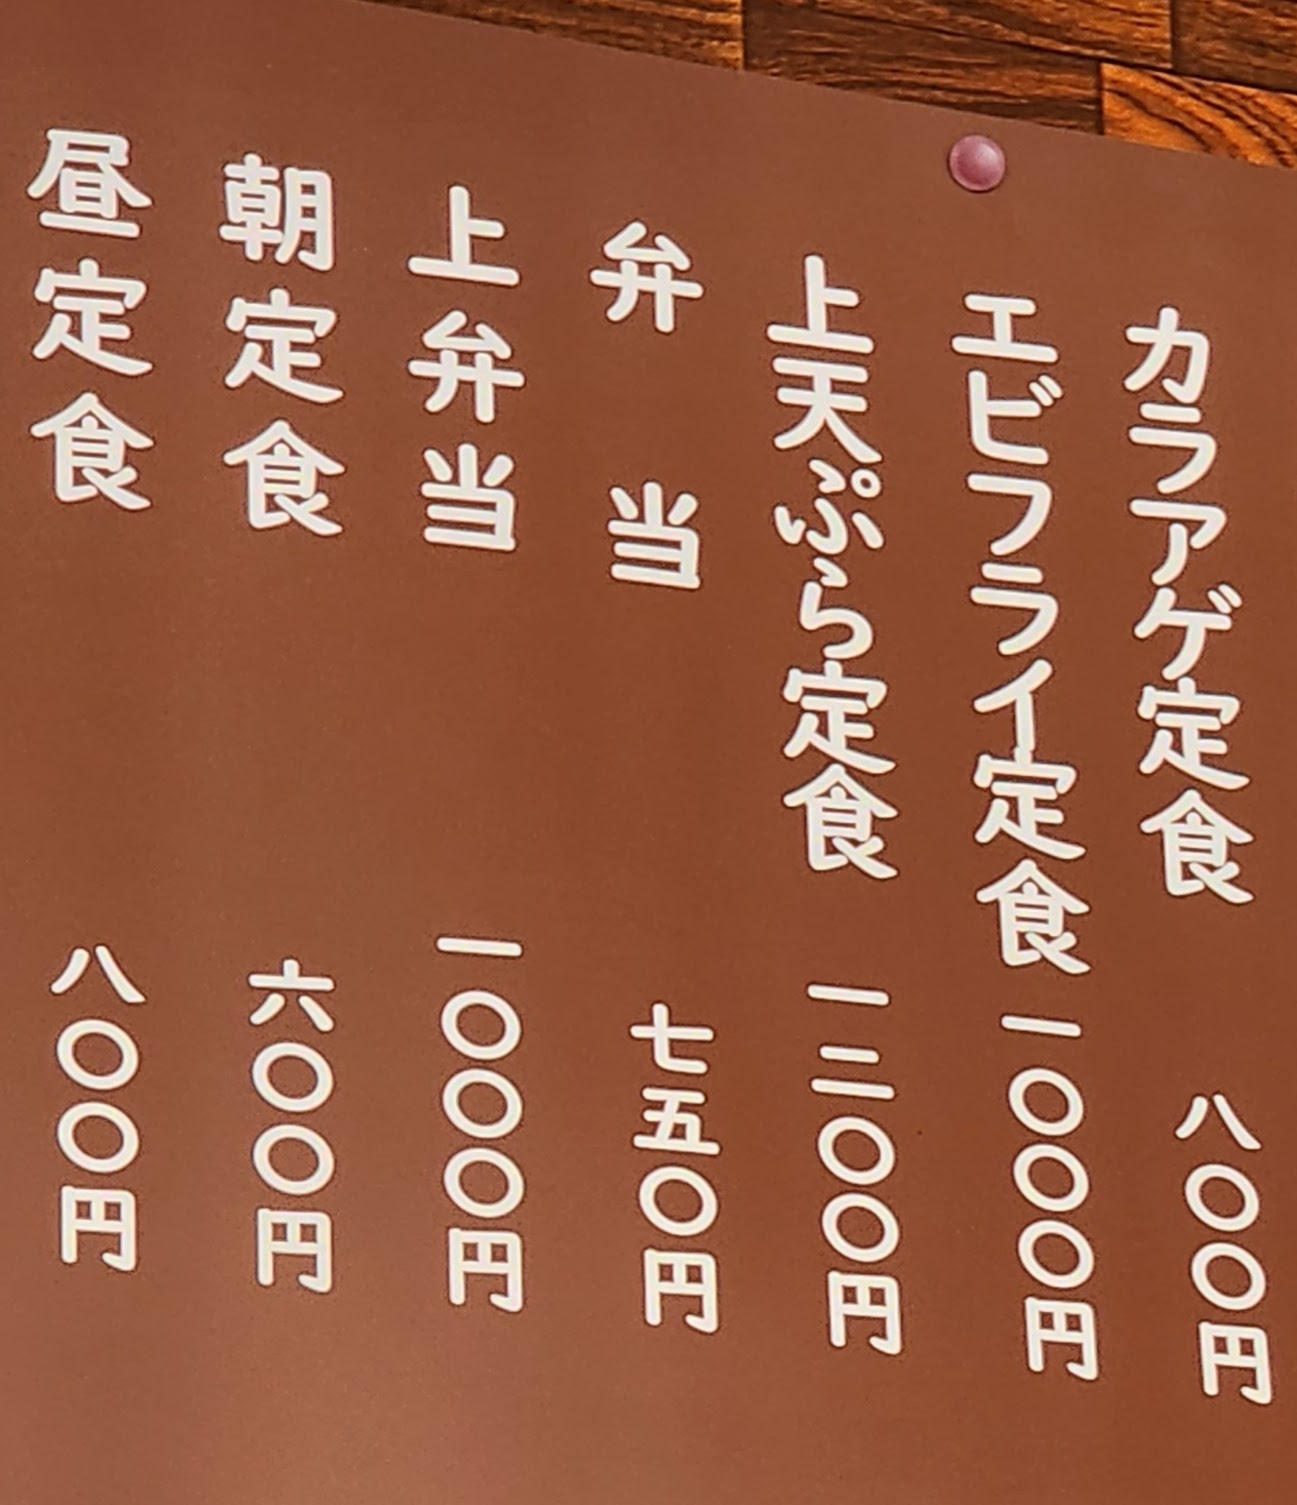 カラアゲ定食 八〇〇円
エビフライ定食 一〇〇〇円
上天ぷら定食 一二〇〇円
弁当 七五〇円
上弁当 一〇〇〇円
朝定食 六〇〇円
昼定食 八〇〇円